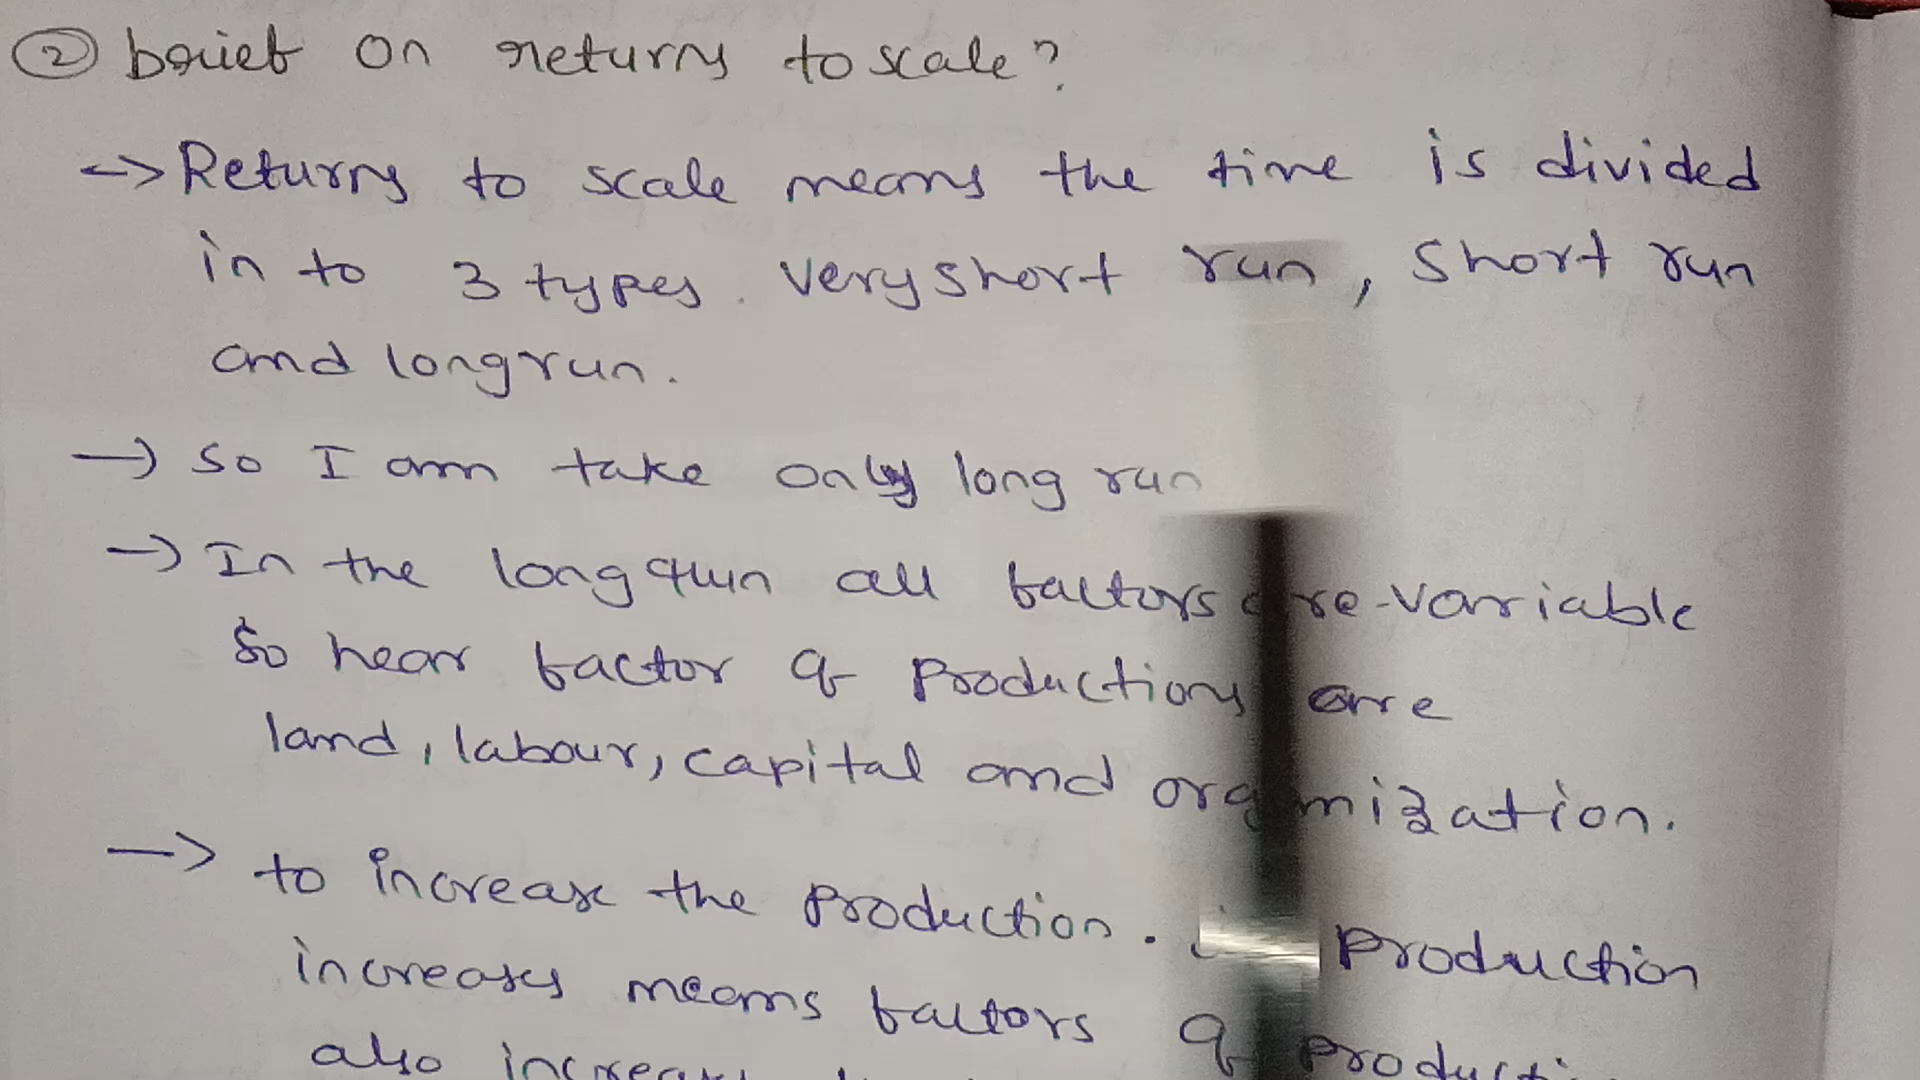 ② brief on returns to scale?
-> Returns to scale means the time is divided
in to 3 types. Very short run, short run
and long run.
-> so I am take only long run
-> In the long run all factors are variable
So hear factor of Productions are
land, labour, capital and organization.
-> to increase the production. Production
increases means factors of
also